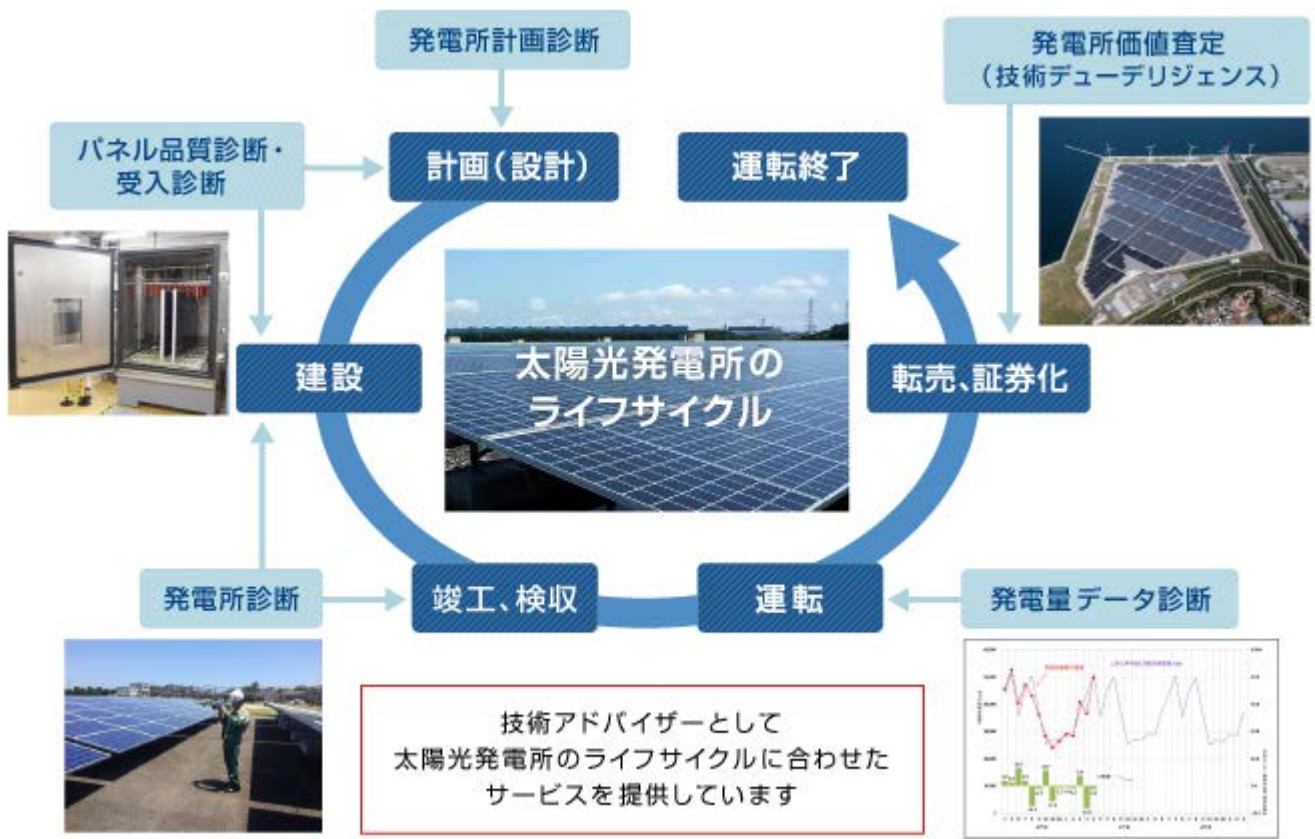 発電所計画診断
発電所価値査定
（技術デューデリジェンス）
パネル品質診断・
受入診断
計画（設計）
運転終了
太陽光発電所の
ライフサイクル
建設
転売、証券化
発電所診断
竣工、検収
運転
発電量データ診断
技術アドバイザーとして
太陽光発電所のライフサイクルに合わせた
サービスを提供しています